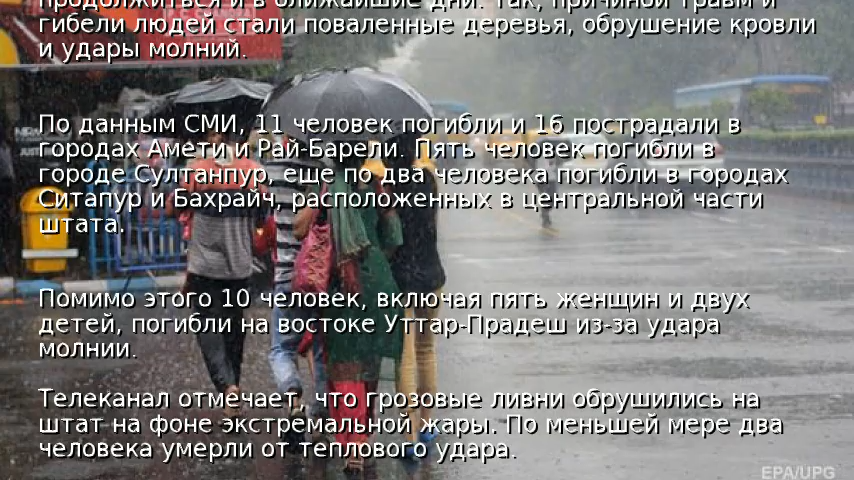 продолжиться и в ближайшие дни. Так, причиной травм и
гибели людей стали поваленные деревья, обрушение кровли
и удары молний.
По данным СМИ, 11 человек погибли и 16 пострадали в
городах Амети и Рай-Барели. Пять человек погибли в
городе Султанпур, еще по два человека погибли в городах
Ситапур и Бахрайч, расположенных в центральной части
штата.
Помимо этого 10 человек, включая пять женщин и двух
детей, погибли на востоке Уттар-Прадеш из-за удара
молнии.
Телеканал отмечает, что грозовые ливни обрушились на
штат на фоне экстремальной жары. По меньшей мере два
человека умерли от теплового удара.
EPA/UPG